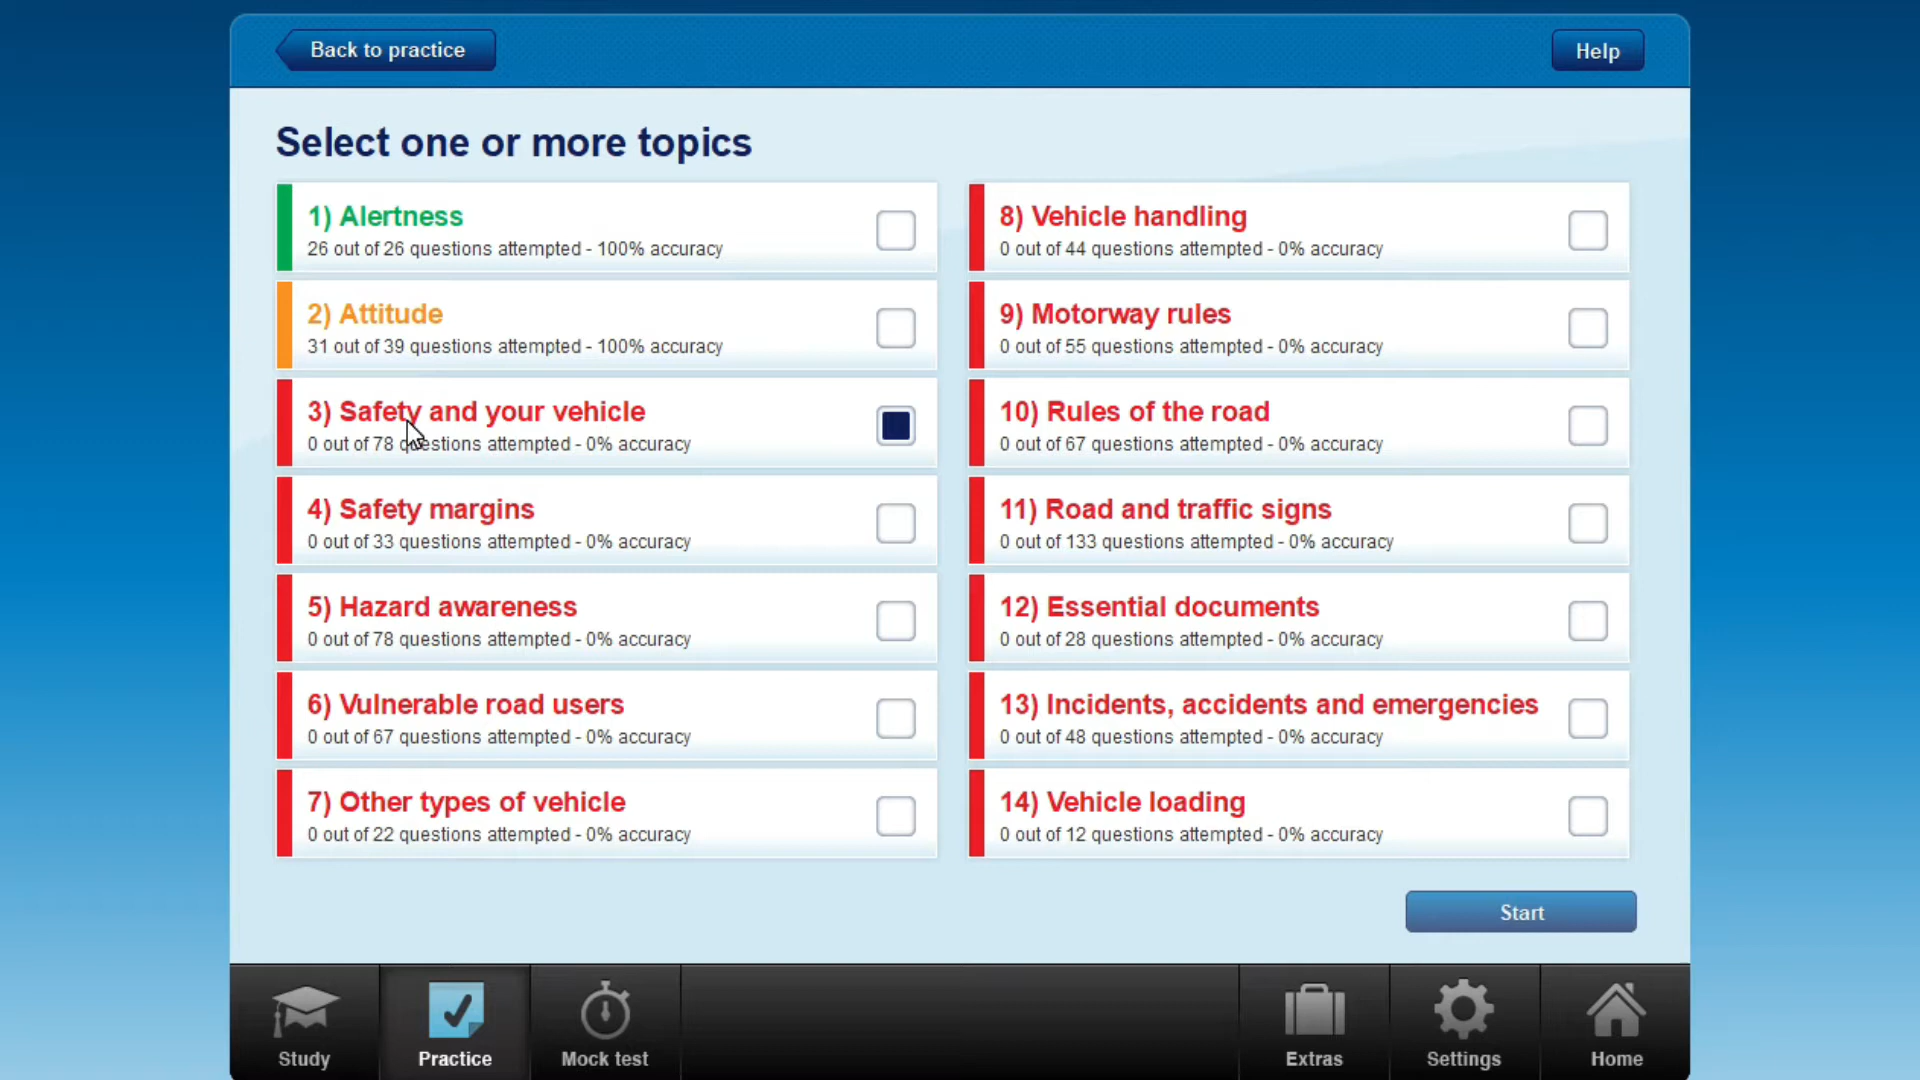 Back to practice
Help
Select one or more topics
1) Alertness
26 out of 26 questions attempted - 100% accuracy
2) Attitude
31 out of 39 questions attempted - 100% accuracy
3) Safety and your vehicle
0 out of 78 questions attempted - 0% accuracy
4) Safety margins
0 out of 33 questions attempted - 0% accuracy
5) Hazard awareness
0 out of 78 questions attempted - 0% accuracy
6) Vulnerable road users
0 out of 67 questions attempted - 0% accuracy
7) Other types of vehicle
0 out of 22 questions attempted - 0% accuracy
8) Vehicle handling
0 out of 44 questions attempted - 0% accuracy
9) Motorway rules
0 out of 55 questions attempted - 0% accuracy
10) Rules of the road
0 out of 67 questions attempted - 0% accuracy
11) Road and traffic signs
0 out of 133 questions attempted - 0% accuracy
12) Essential documents
0 out of 28 questions attempted - 0% accuracy
13) Incidents, accidents and emergencies
0 out of 48 questions attempted - 0% accuracy
14) Vehicle loading
0 out of 12 questions attempted - 0% accuracy
Start
Study
Practice
Mock test
Extras
Settings
Home